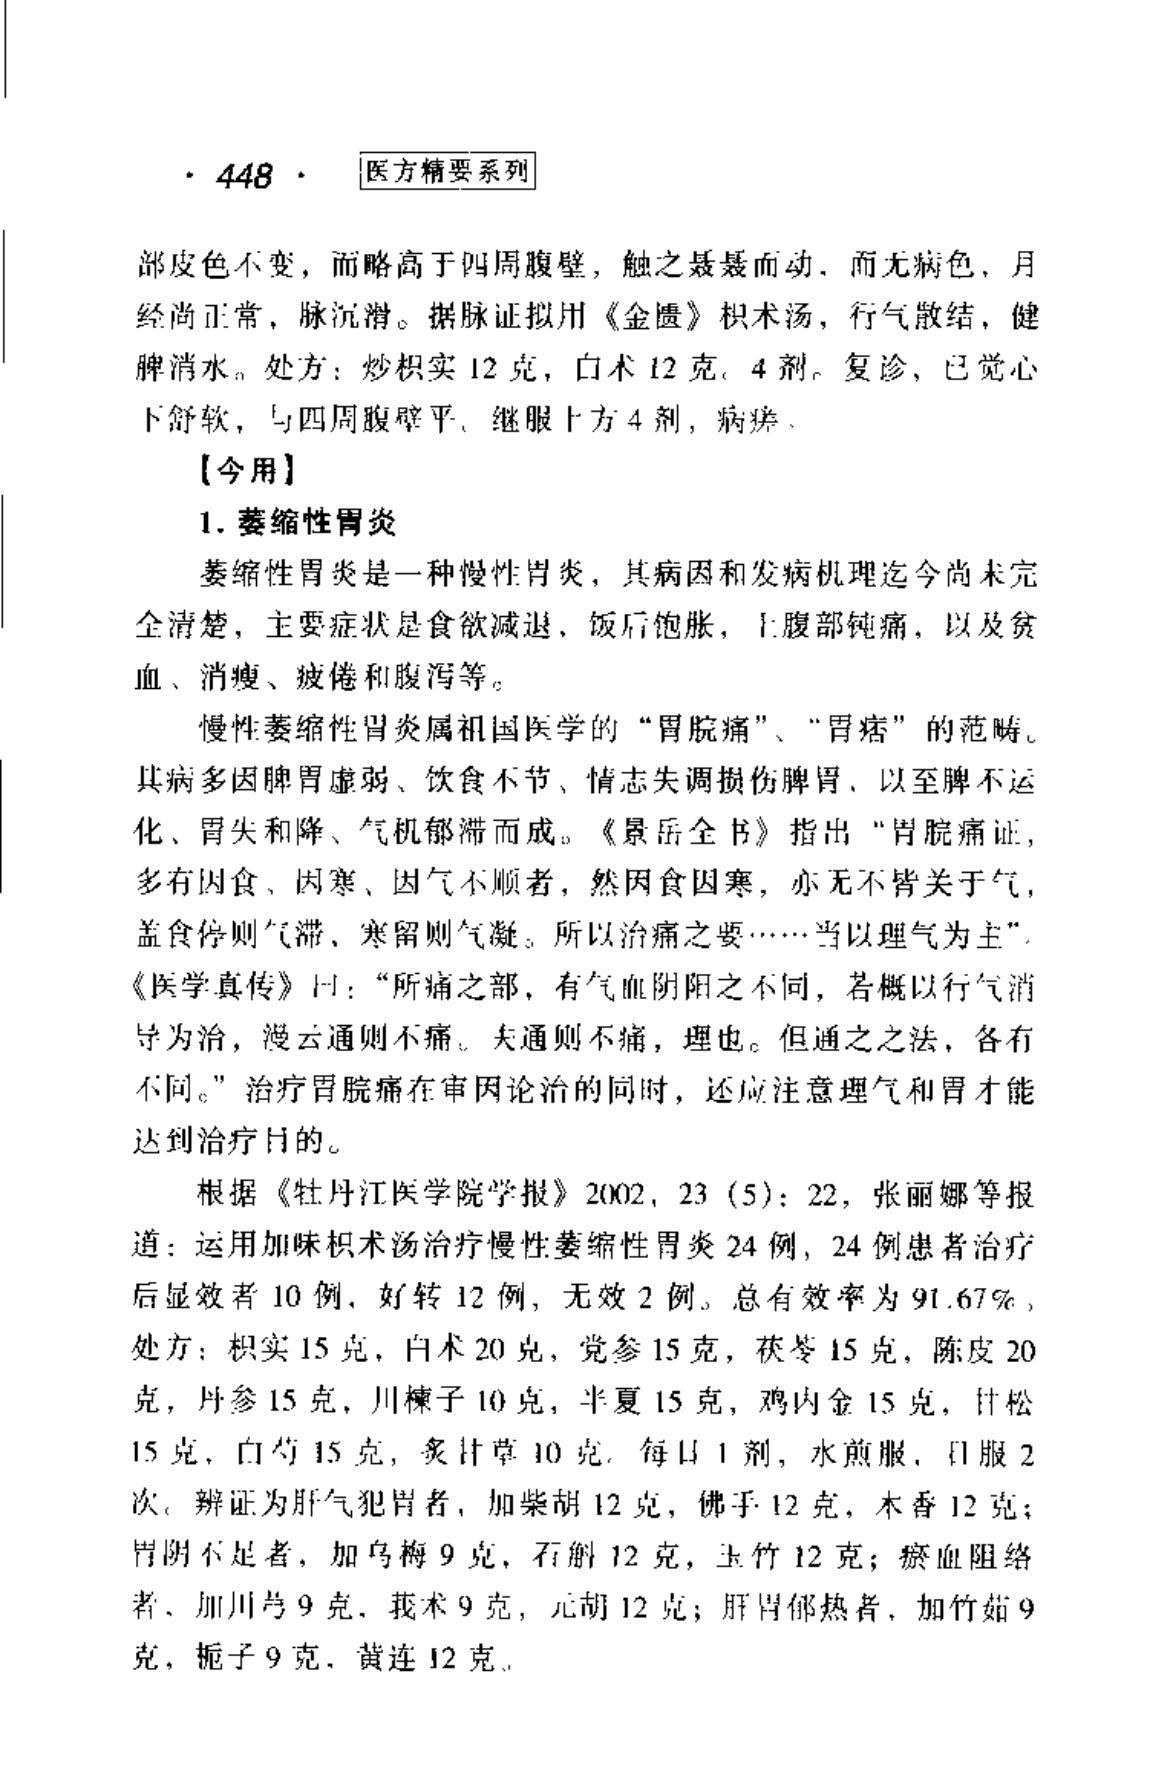 · 448 · 医方精要系列
部皮色不变，而略高于四周腹壁，触之聂聂而动，而无病色，月
经尚正常，脉沉滑。据脉证拟用《金匮》枳术汤，行气散结，健
脾消水。处方：炒枳实 12 克，白术 12 克。4 剂。复诊，已觉心
下舒软，与四周腹壁平。继服上方 4 剂，病瘥。
【今用】
1. 萎缩性胃炎
萎缩性胃炎是一种慢性胃炎，其病因和发病机理迄今尚未完
全清楚，主要症状是食欲减退，饭后饱胀，上腹部钝痛，以及贫
血、消瘦、疲倦和腹泻等。
慢性萎缩性胃炎属祖国医学的“胃脘痛”、“胃痞”的范畴。
其病多因脾胃虚弱、饮食不节、情志失调损伤脾胃，以至脾不运
化、胃失和降、气机郁滞而成。《景岳全书》指出“胃脘痛证，
多有因食、因寒、因气不顺者，然因食因寒，亦无不皆关于气，
盖食停则气滞，寒留则气凝。所以治痛之要……当以理气为主”。
《医学真传》曰：“所痛之部，有气血阴阳之不同，若概以行气消
导为治，漫云通则不痛。夫通则不痛，理也。但通之之法，各有
不同。”治疗胃脘痛在审因论治的同时，还应注意理气和胃才能
达到治疗目的。
根据《牡丹江医学院学报》2002，23（5）：22，张丽娜等报
道：运用加味枳术汤治疗慢性萎缩性胃炎 24 例，24 例患者治疗
后显效者 10 例，好转 12 例，无效 2 例。总有效率为 91.67%。
处方：枳实 15 克，白术 20 克，党参 15 克，茯苓 15 克，陈皮 20
克，丹参 15 克，川楝子 10 克，半夏 15 克，鸡内金 15 克，甘松
15 克，白芍 15 克，炙甘草 10 克。每日 1 剂，水煎服，日服 2
次。辨证为肝气犯胃者，加柴胡 12 克，佛手 12 克，木香 12 克；
胃阴不足者，加乌梅 9 克，石斛 12 克，玉竹 12 克；瘀血阻络
者，加川芎 9 克，莪术 9 克，元胡 12 克；肝胃郁热者，加竹茹 9
克，栀子 9 克，黄连 12 克。